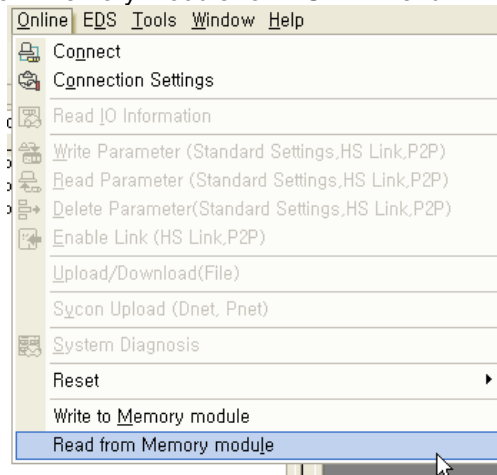 Online EDS Tools Window Help
Connect
Connection Settings
Read IO Information
Write Parameter (Standard Settings,HS Link,P2P)
Read Parameter (Standard Settings,HS Link,P2P)
Delete Parameter(Standard Settings,HS Link,P2P)
Enable Link (HS Link,P2P)
Upload/Download(File)
Sycon Upload (Dnet, Pnet)
System Diagnosis
Reset
Write to Memory module
Read from Memory module